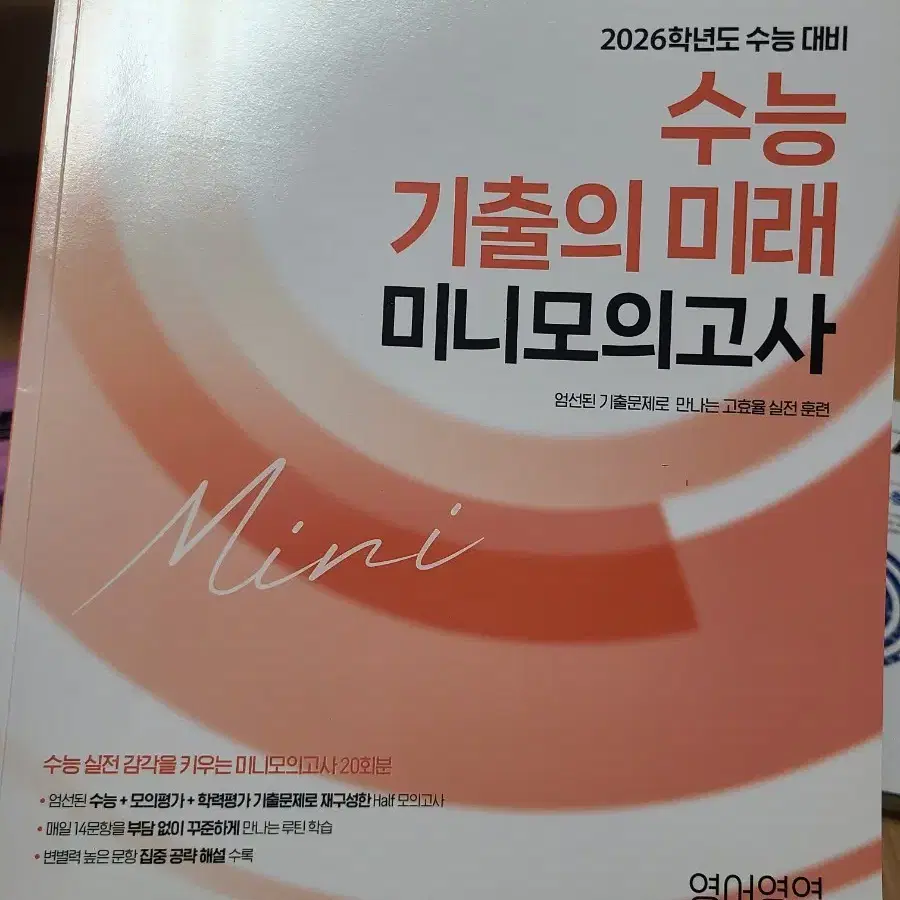 2026학년도 수능 대비
수능
기출의 미래
미니모의고사
엄선된 기출문제로 만나는 고효율 실전 훈련
Mini
수능 실전 감각을 키우는 미니모의고사 20회분
• 엄선된 수능 + 모의평가 + 학력평가 기출문제로 재구성한 Half 모의고사
• 매일 14문항을 부담 없이 꾸준하게 만나는 루틴 학습
• 변별력 높은 문항 집중 공략 해설 수록
영어영역